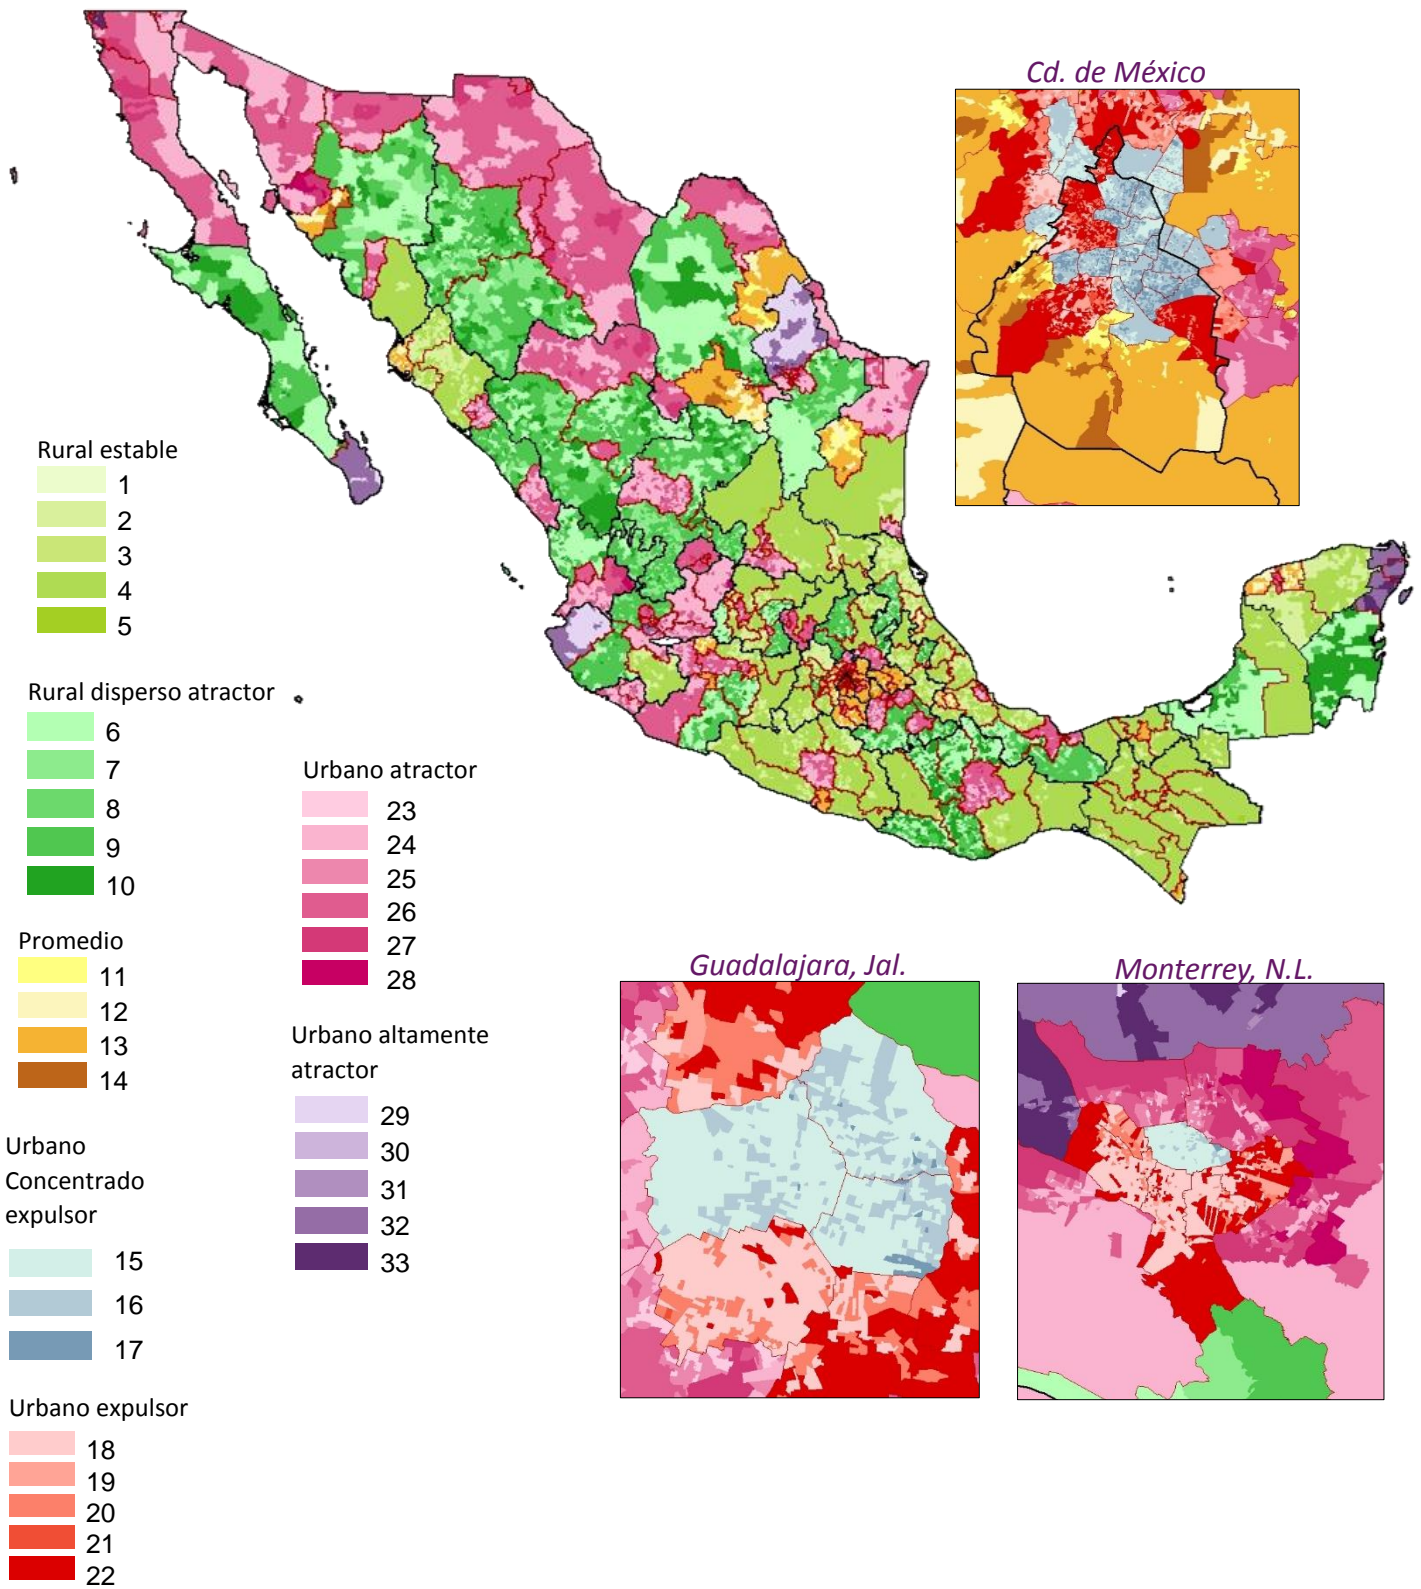 Cd. de México
Rural estable
1
2
3
4
5
Rural disperso atractor
6
7
8
9
10
Promedio
11
12
13
14
Urbano
Concentrado
expulsor
15
16
17
Urbano expulsor
18
19
20
21
22
Urbano atractor
23
24
25
26
27
28
Urbano altamente
atractor
29
30
31
32
33
Guadalajara, Jal.
Monterrey, N.L.